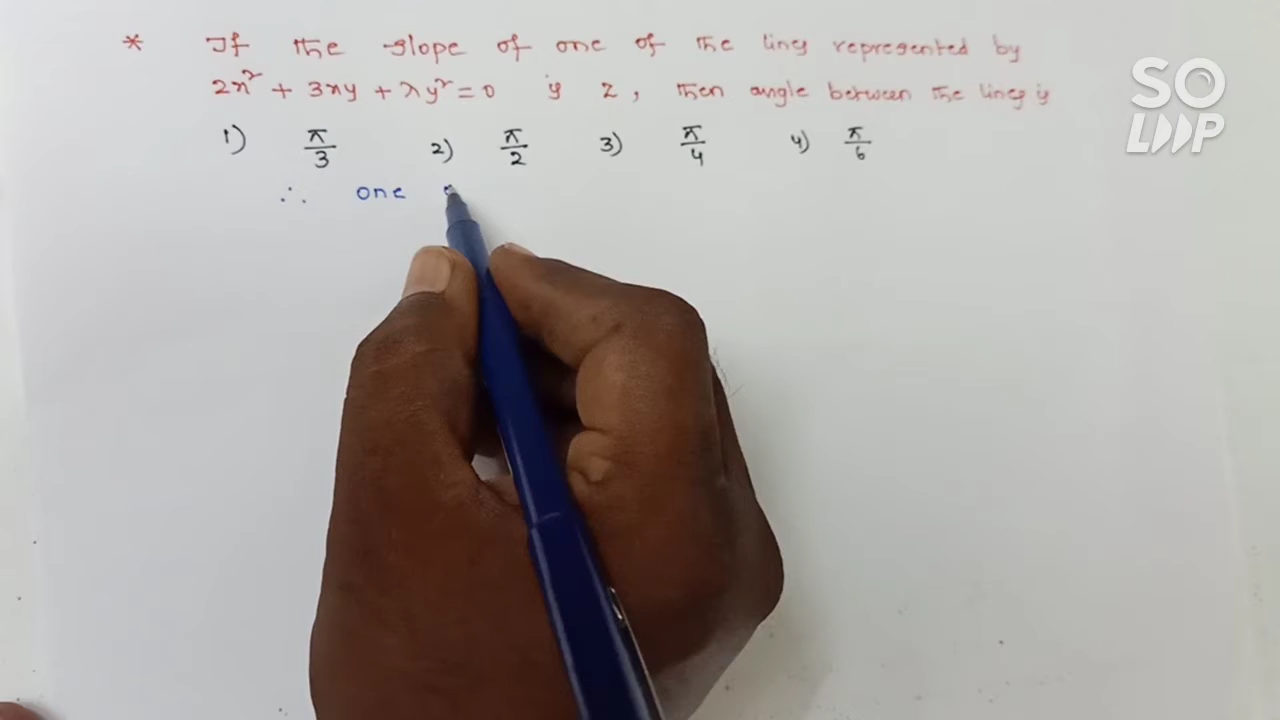 * If the slope of one of the lines represented by
2x² + 3xy + λy² = 0 is 2, then angle between the lines is
1) π/3 2) π/2 3) π/4 4) π/6
∴ one
SO
LOOP